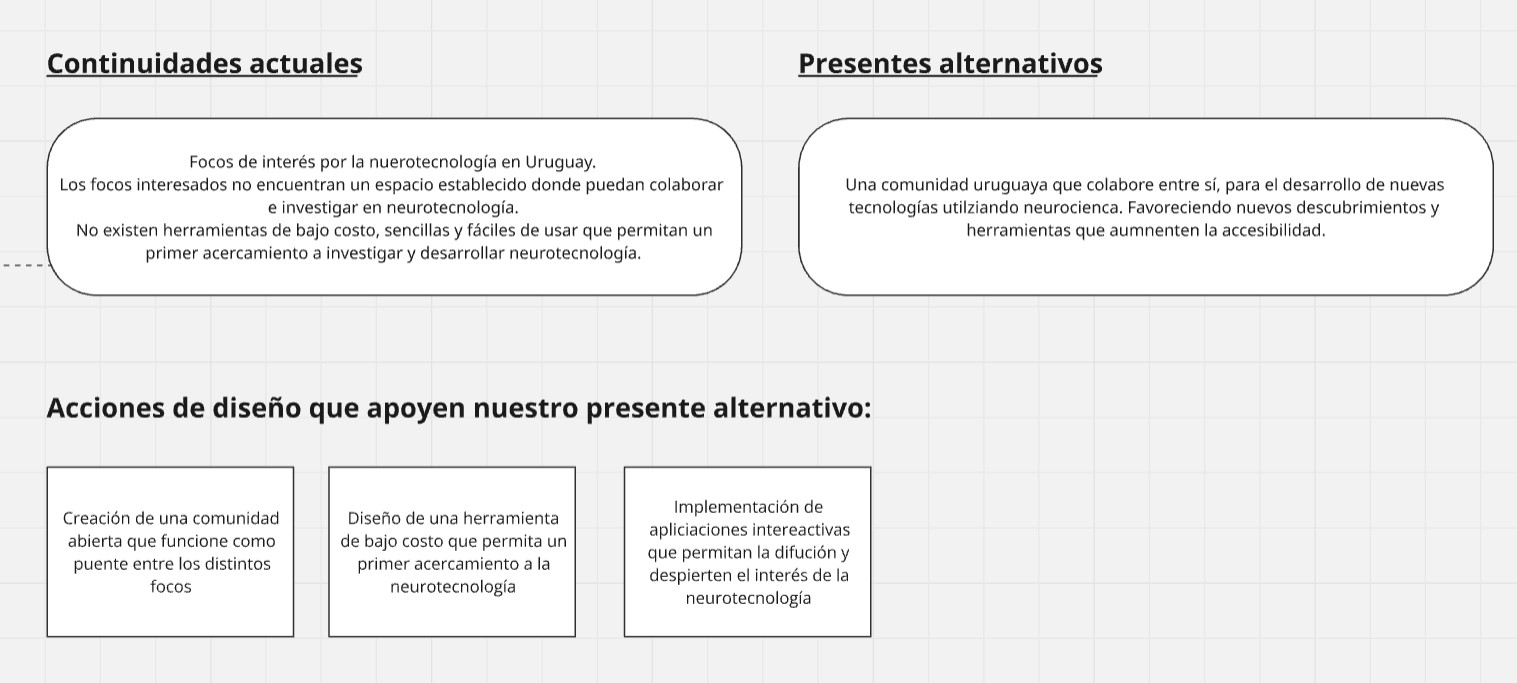 Continuidades actuales
Presentes alternativos
Focos de interés por la nuerotecnología en Uruguay.
Los focos interesados no encuentran un espacio establecido donde puedan colaborar
e investigar en neurotecnología.
No existen herramientas de bajo costo, sencillas y fáciles de usar que permitan un
primer acercamiento a investigar y desarrollar neurotecnología.
Una comunidad uruguaya que colabore entre sí, para el desarrollo de nuevas
tecnologías utilziando neurocienca. Favoreciendo nuevos descubrimientos y
herramientas que aumnenten la accesibilidad.
Acciones de diseño que apoyen nuestro presente alternativo:
Creación de una comunidad
abierta que funcione como
puente entre los distintos
focos
Diseño de una herramienta
de bajo costo que permita un
primer acercamiento a la
neurotecnología
Implementación de
apliciaciones intereactivas
que permitan la difución y
despierten el interés de la
neurotecnología